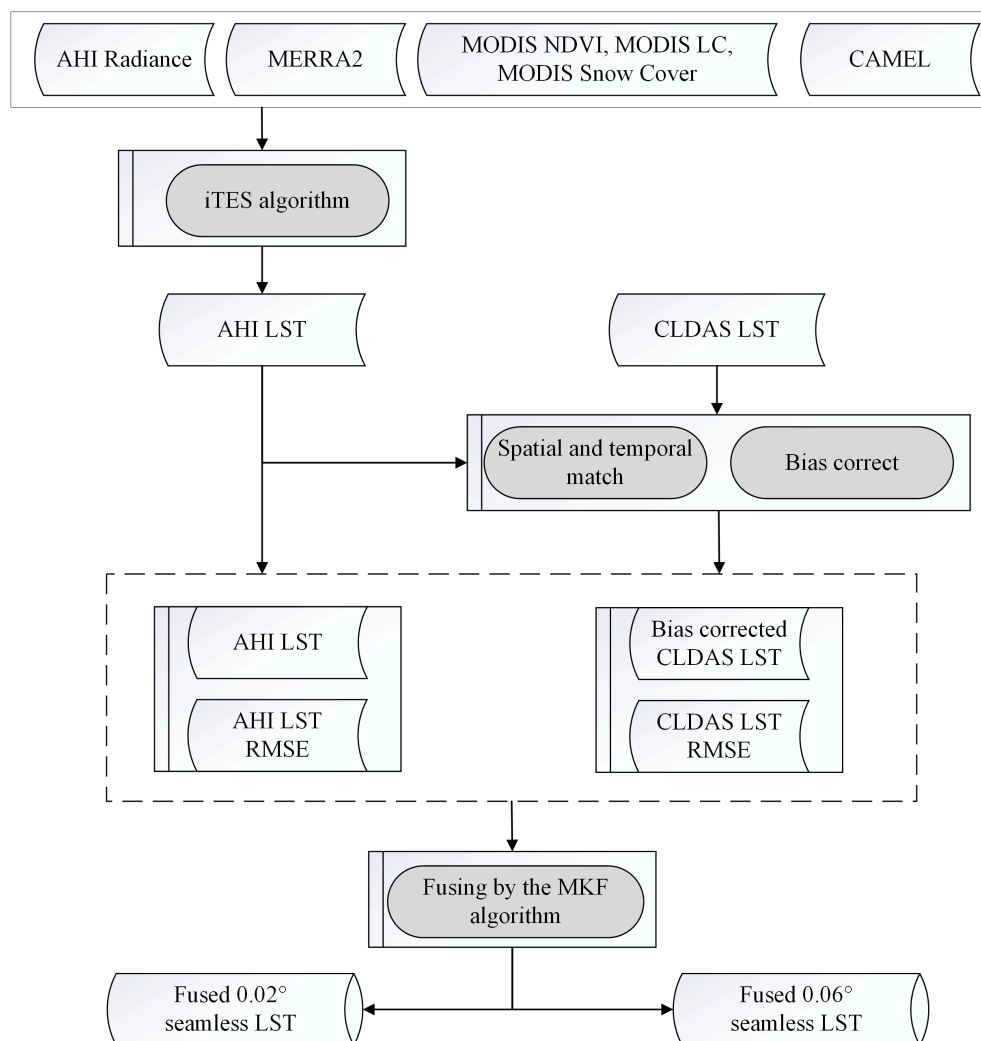 AHI Radiance
MERRA2
MODIS NDVI, MODIS LC,
MODIS Snow Cover
CAMEL
iTES algorithm
AHI LST
CLDAS LST
Spatial and temporal
match
Bias correct
AHI LST
Bias corrected
CLDAS LST
AHI LST
RMSE
CLDAS LST
RMSE
Fusing by the MKF
algorithm
Fused 0.02°
seamless LST
Fused 0.06°
seamless LST